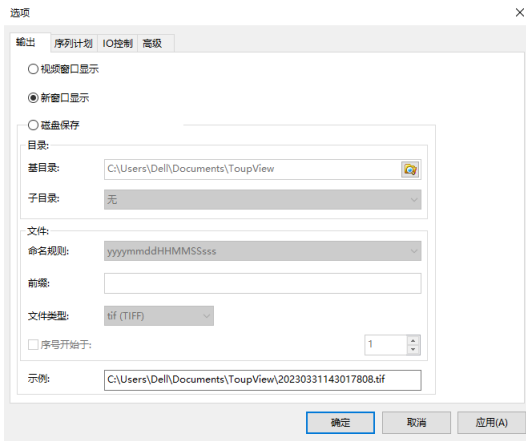 选项
输出 序列计划 IO控制 高级
视频窗口显示
新窗口显示
磁盘保存
目录:
基目录: C:\Users\Dell\Documents\ToupView
子目录: 无
文件:
命名规则: yyyymmddHHMMSSsss
前缀:
文件类型: tif (TIFF)
序号开始于: 1
示例: C:\Users\Dell\Documents\ToupView\20230331143017808.tif
确定 取消 应用(A)